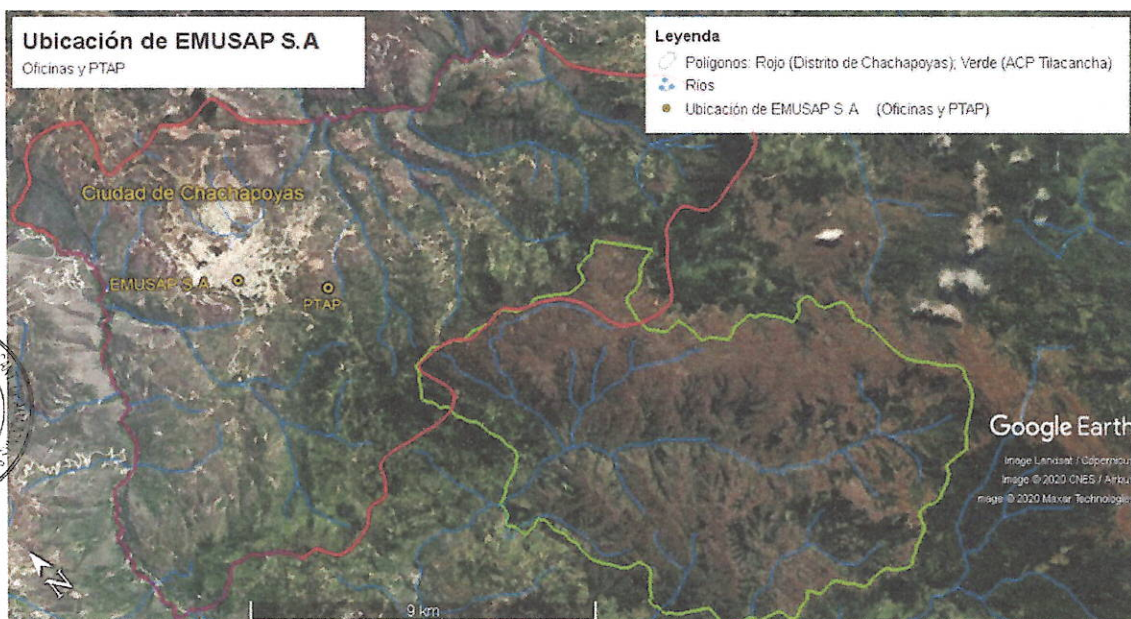 Ubicación de EMUSAP S.A
Oficinas y PTAP
Leyenda
Polígonos: Rojo (Distrito de Chachapoyas); Verde (ACP Tilacancha)
Ríos
Ubicación de EMUSAP S.A (Oficinas y PTAP)
Ciudad de Chachapoyas
EMUSAP S.A
PTAP
Google Earth
Image Landsat / Copernicus
Image © 2020 CNES / Airbus
Image © 2020 Maxar Technologies
N
9 km